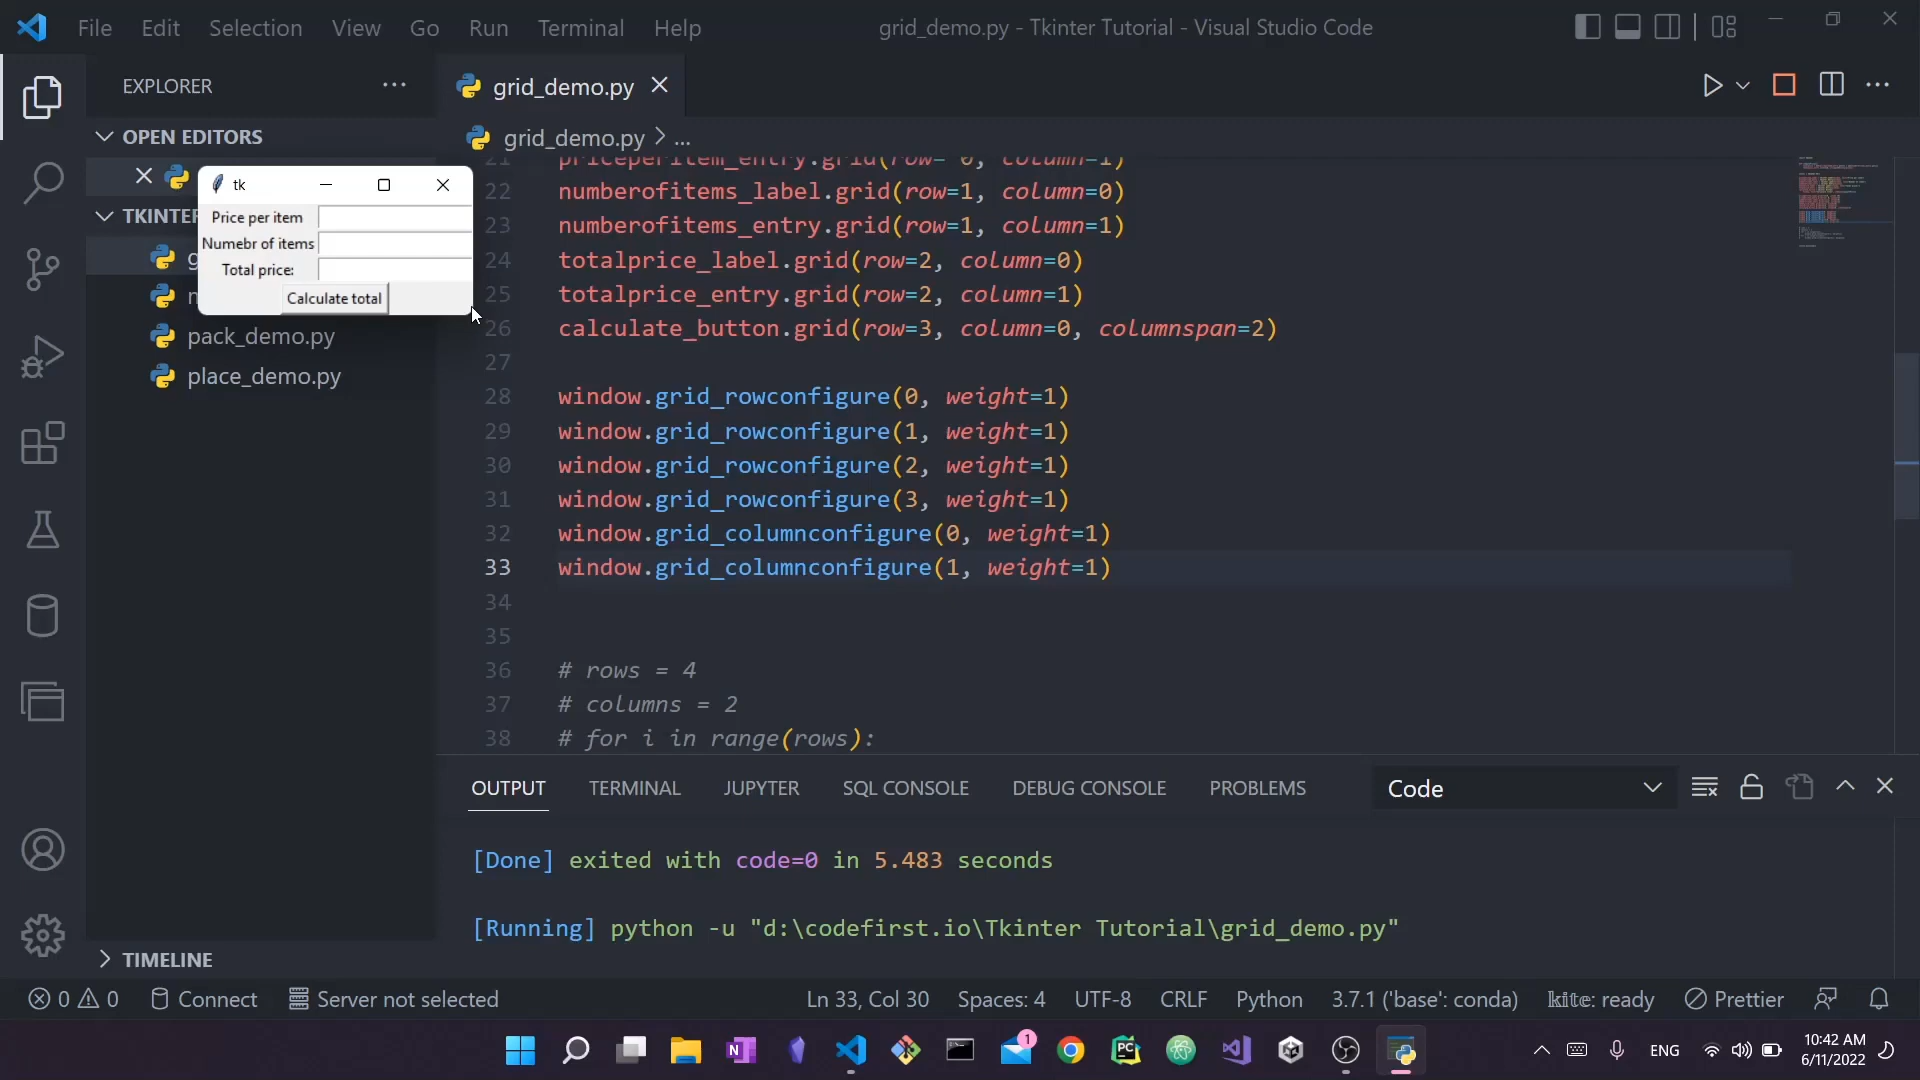 File Edit Selection View Go Run Terminal Help
grid_demo.py - Tkinter Tutorial - Visual Studio Code
EXPLORER
grid_demo.py
OPEN EDITORS
grid_demo.py > ...
tk
Price per item
Numebr of items
Total price:
Calculate total
TKINTER
g
pack_demo.py
place_demo.py
TIMELINE
21 priceperitem_entry.grid(row= 0, column=1)
22 numberofitems_label.grid(row=1, column=0)
23 numberofitems_entry.grid(row=1, column=1)
24 totalprice_label.grid(row=2, column=0)
25 totalprice_entry.grid(row=2, column=1)
26 calculate_button.grid(row=3, column=0, columnspan=2)
27
28 window.grid_rowconfigure(0, weight=1)
29 window.grid_rowconfigure(1, weight=1)
30 window.grid_rowconfigure(2, weight=1)
31 window.grid_rowconfigure(3, weight=1)
32 window.grid_columnconfigure(0, weight=1)
33 window.grid_columnconfigure(1, weight=1)
34
35
36 # rows = 4
37 # columns = 2
38 # for i in range(rows):
OUTPUT TERMINAL JUPYTER SQL CONSOLE DEBUG CONSOLE PROBLEMS
Code
[Done] exited with code=0 in 5.483 seconds
[Running] python -u "d:\codefirst.io\Tkinter Tutorial\grid_demo.py"
0 0 Connect Server not selected
Ln 33, Col 30 Spaces: 4 UTF-8 CRLF Python 3.7.1 ('base': conda) kite: ready Prettier
1
ENG
10:42 AM
6/11/2022